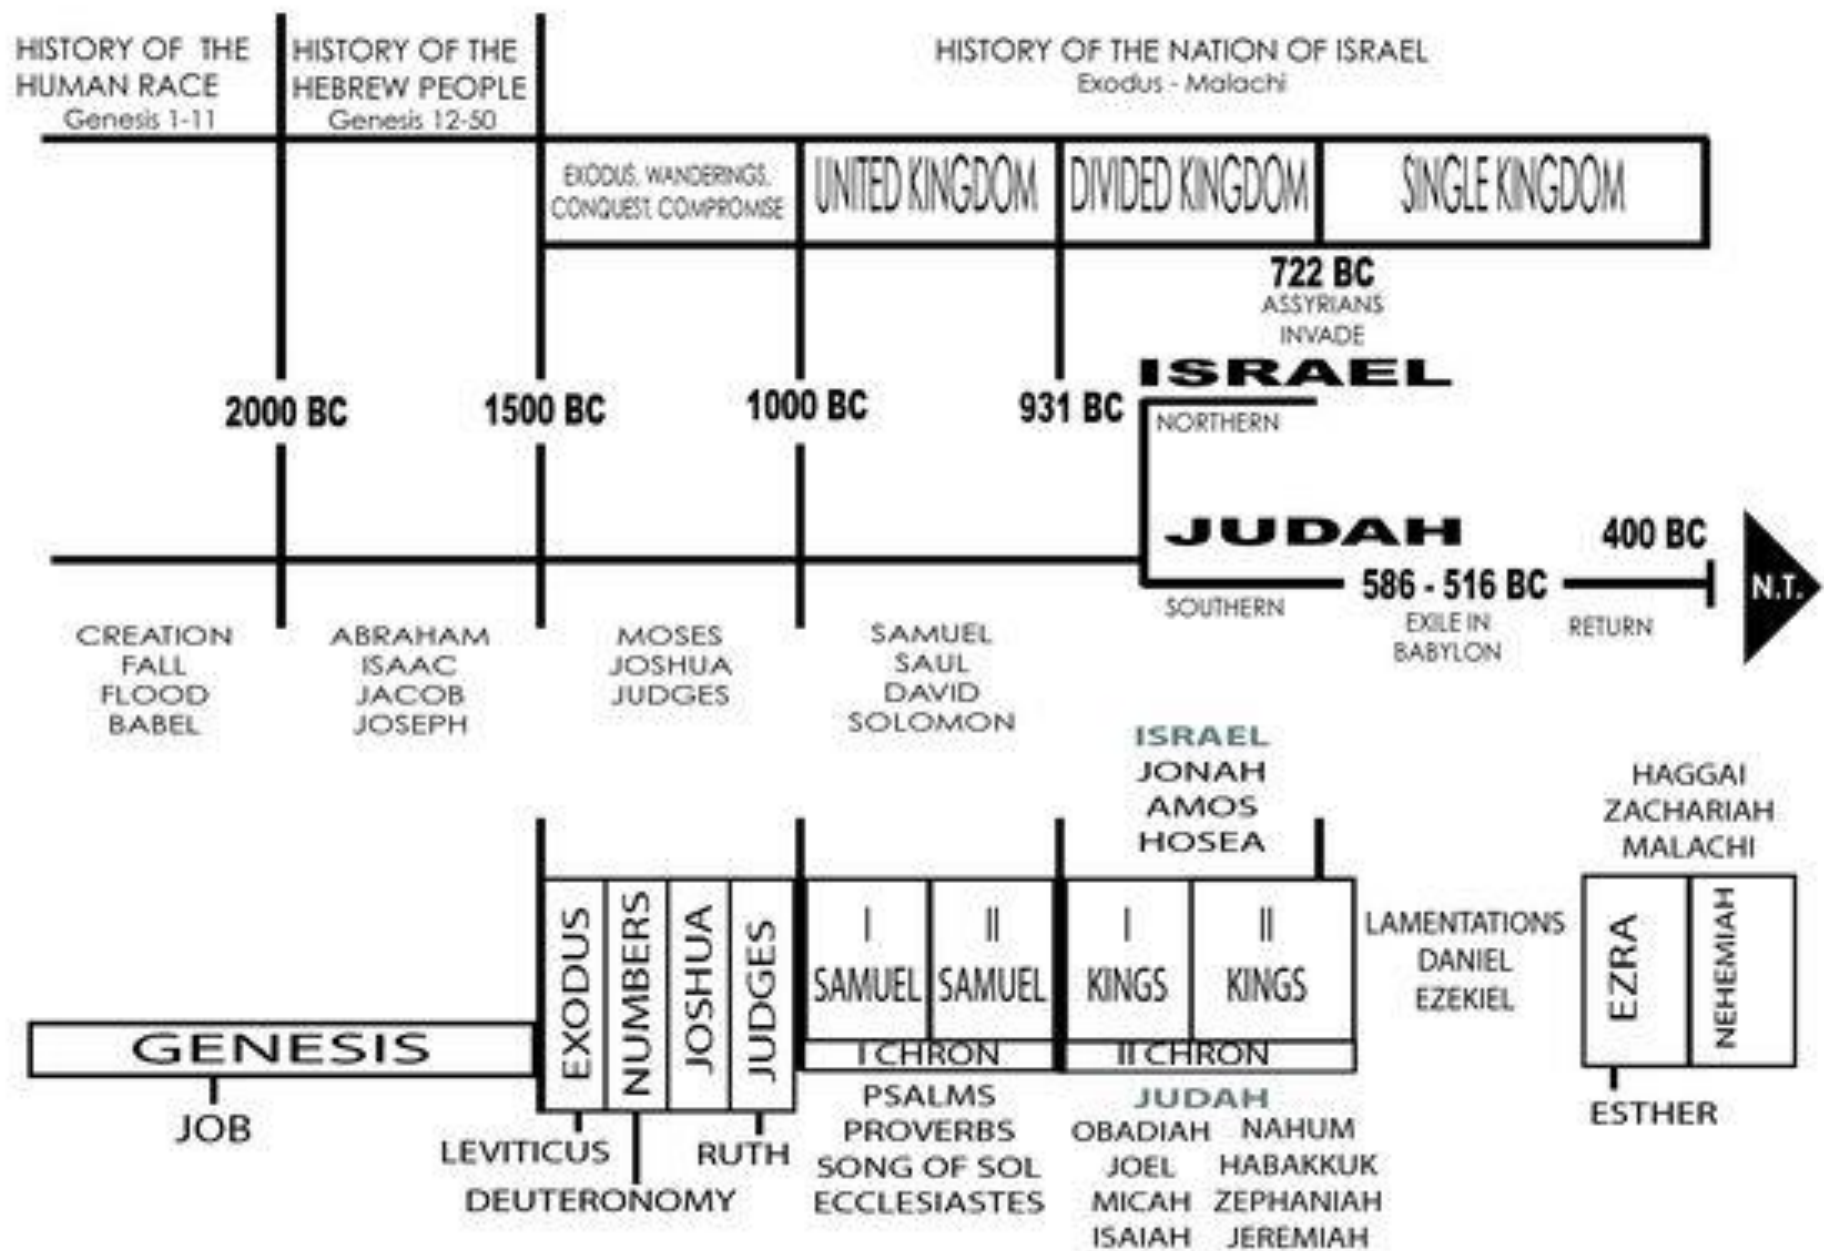 HISTORY OF THE
HUMAN RACE
Genesis 1-11
HISTORY OF THE
HEBREW PEOPLE
Genesis 12-50
HISTORY OF THE NATION OF ISRAEL
Exodus - Malachi
EXODUS, WANDERINGS,
CONQUEST, COMPROMISE
UNITED KINGDOM
DIVIDED KINGDOM
SINGLE KINGDOM
722 BC
ASSYRIANS
INVADE
2000 BC
1500 BC
1000 BC
931 BC
ISRAEL
NORTHERN
JUDAH
SOUTHERN
586 - 516 BC
EXILE IN
BABYLON
RETURN
400 BC
N.T.
CREATION
FALL
FLOOD
BABEL
ABRAHAM
ISAAC
JACOB
JOSEPH
MOSES
JOSHUA
JUDGES
SAMUEL
SAUL
DAVID
SOLOMON
ISRAEL
JONAH
AMOS
HOSEA
HAGGAI
ZACHARIAH
MALACHI
GENESIS
JOB
EXODUS
NUMBERS
JOSHUA
JUDGES
LEVITICUS
DEUTERONOMY
RUTH
I
SAMUEL
II
SAMUEL
I CHRON
PSALMS
PROVERBS
SONG OF SOL
ECCLESIASTES
I
KINGS
II
KINGS
II CHRON
JUDAH
OBADIAH
JOEL
MICAH
ISAIAH
NAHUM
HABAKKUK
ZEPHANIAH
JEREMIAH
LAMENTATIONS
DANIEL
EZEKIEL
EZRA
NEHEMIAH
ESTHER